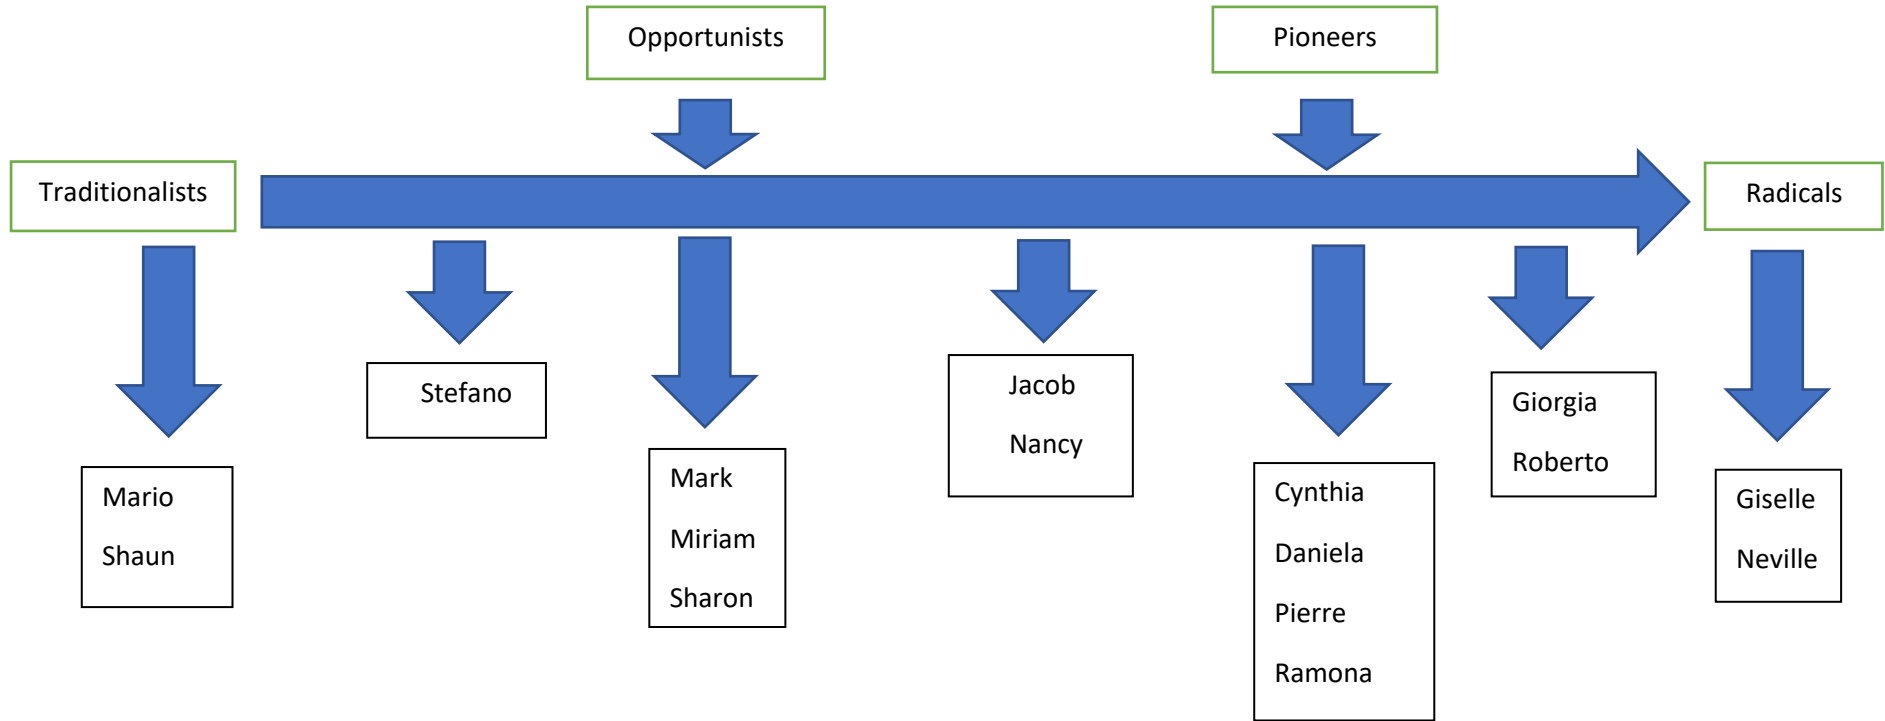 Opportunists
Pioneers
Traditionalists
Radicals
Stefano
Jacob
Nancy
Giorgia
Roberto
Mario
Shaun
Mark
Miriam
Sharon
Cynthia
Daniela
Pierre
Ramona
Giselle
Neville